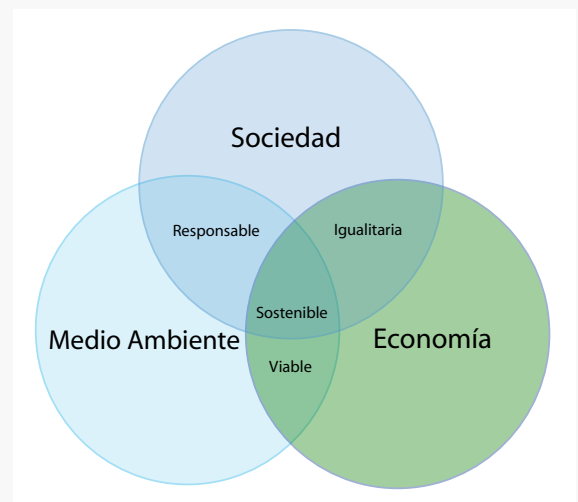 Sociedad
Responsable
Igualitaria
Sostenible
Medio Ambiente
Economía
Viable